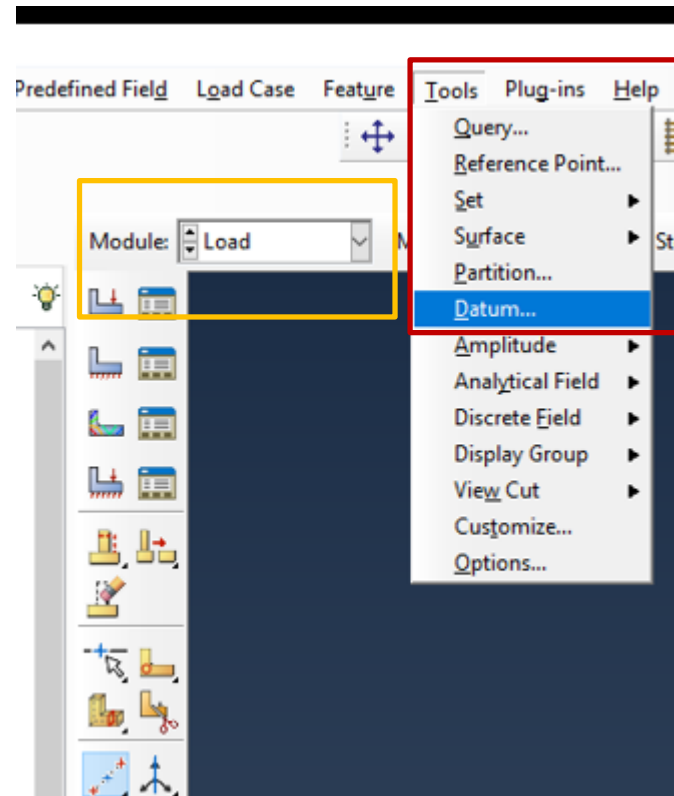 Predefined Field Load Case Feature Tools Plug-ins Help
Query...
Reference Point...
Set
Module: Load
Surface
St
Partition...
Datum...
Amplitude
Analytical Field
Discrete Field
Display Group
View Cut
Customize...
Options...